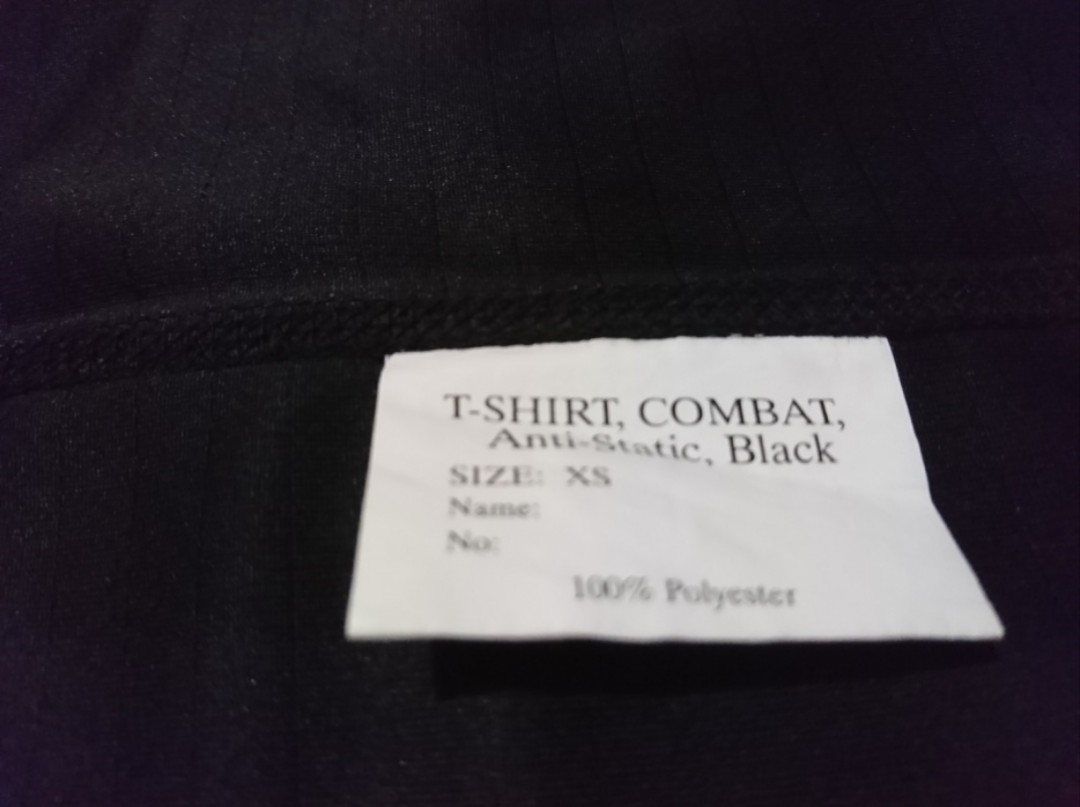 T-SHIRT, COMBAT,
Anti-Static, Black
SIZE: XS
Name:
No:
100% Polyester